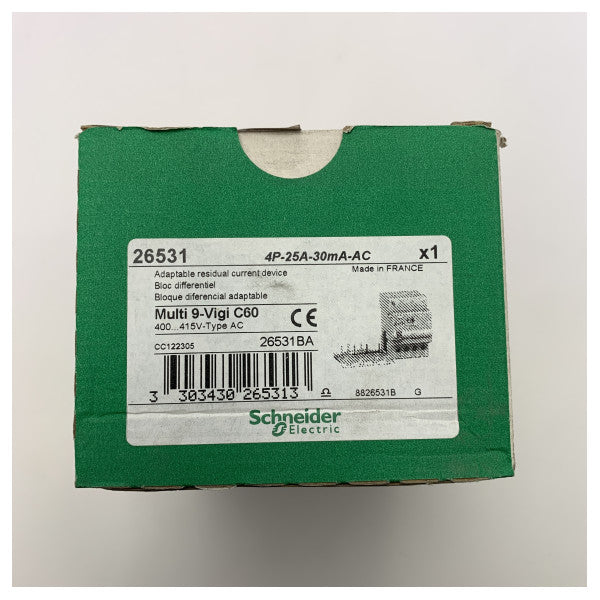 26531 4P-25A-30mA-AC x1
Adaptable residual current device Made in FRANCE
Bloc differentiel
Bloque diferencial adaptable
Multi 9-Vigi C60 CE
400...415V-Type AC
CC122305 26531BA
3 303430 265313 8826531B G
Schneider
Electric